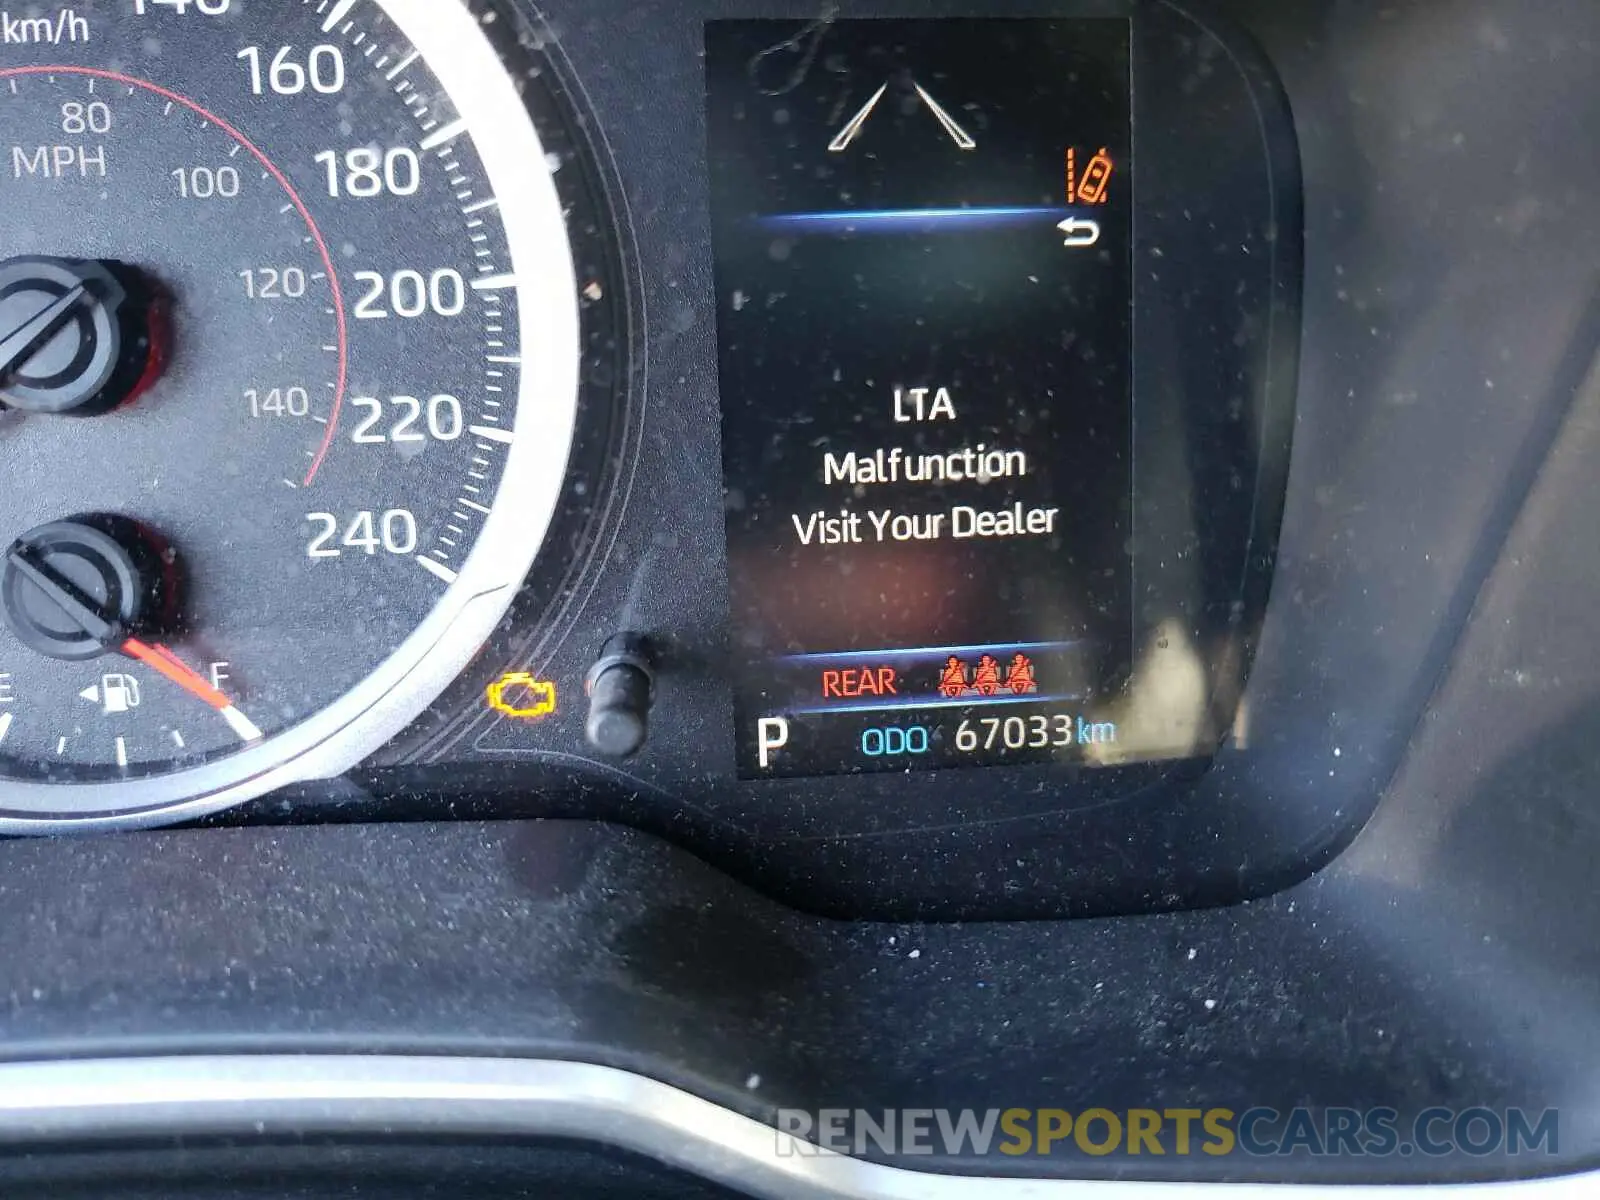 km/h
140
160
80
MPH
100
180
120
200
140
220
240
E
F
LTA
Malfunction
Visit Your Dealer
REAR
P ODO 67033 km
RENEWSPORTSCARS.COM